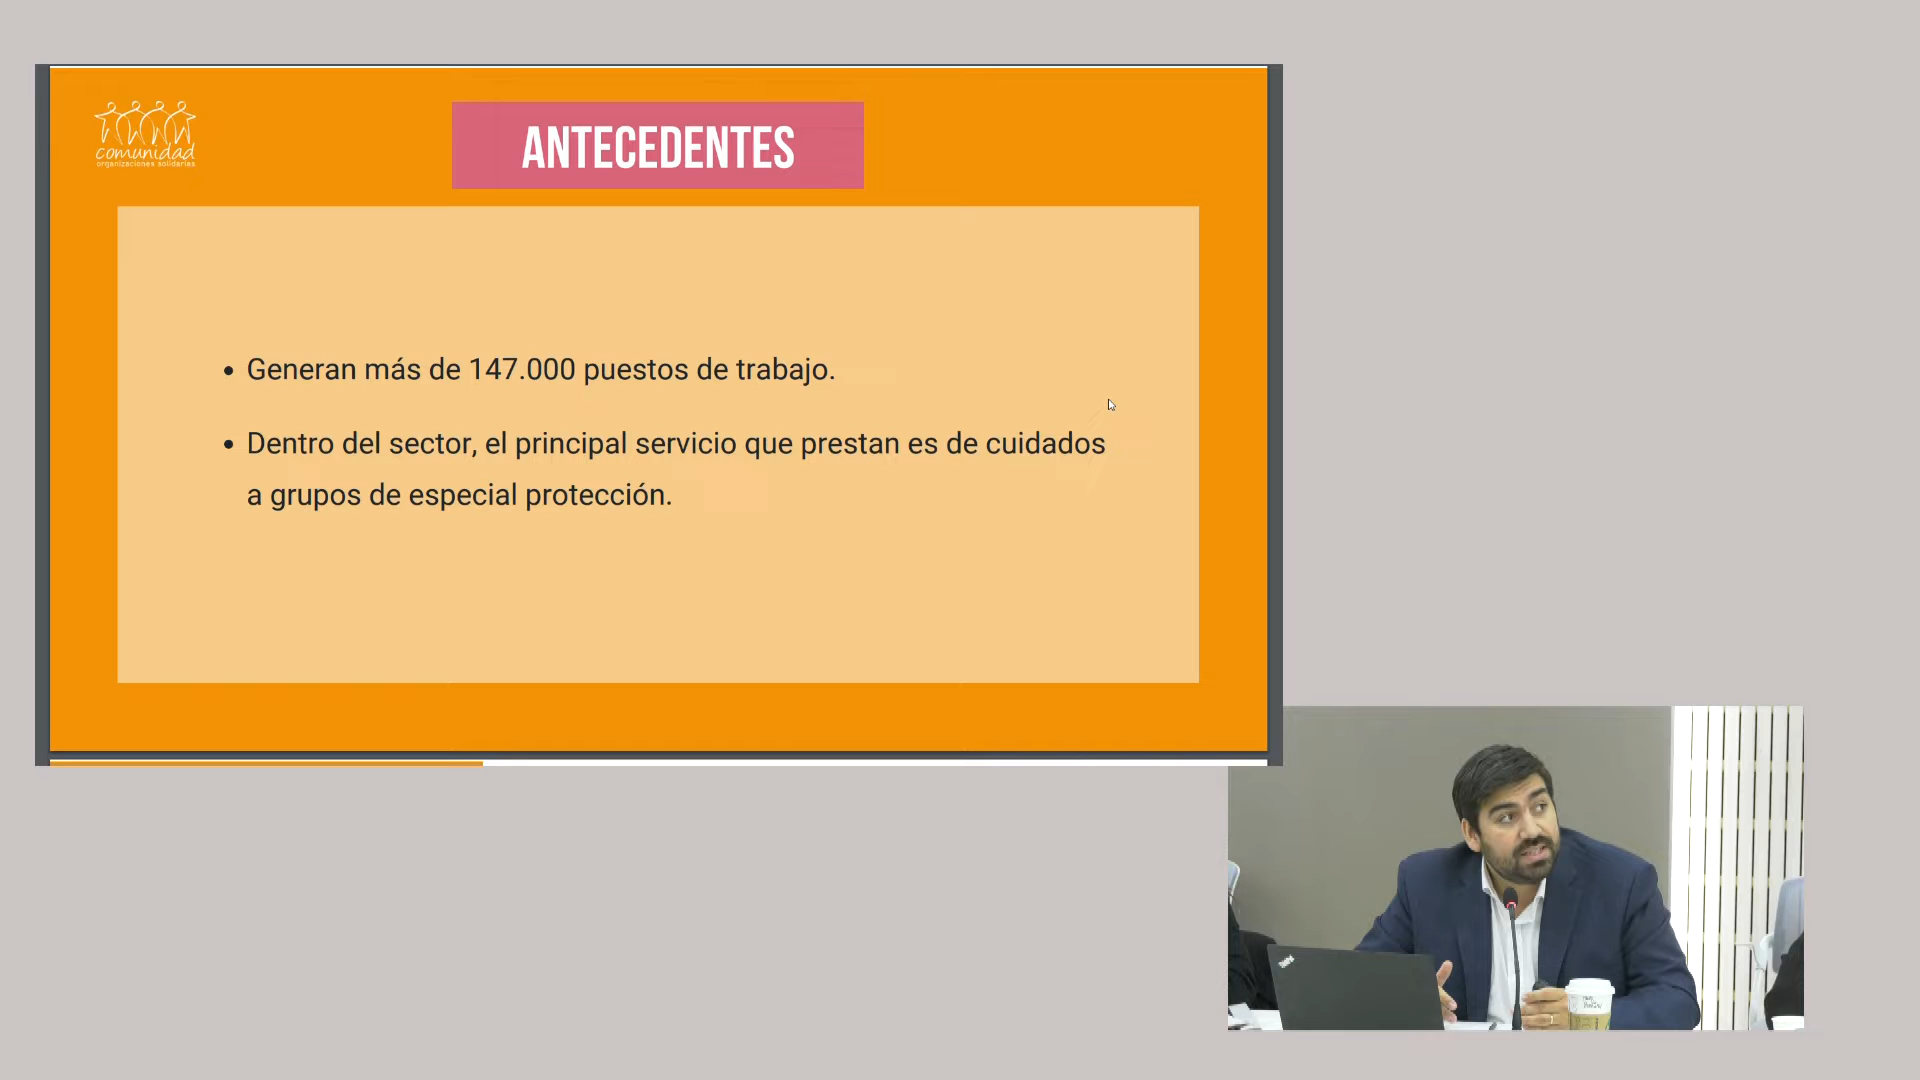 comunidad
organizaciones solidarias
ANTECEDENTES
• Generan más de 147.000 puestos de trabajo.
• Dentro del sector, el principal servicio que prestan es de cuidados
a grupos de especial protección.